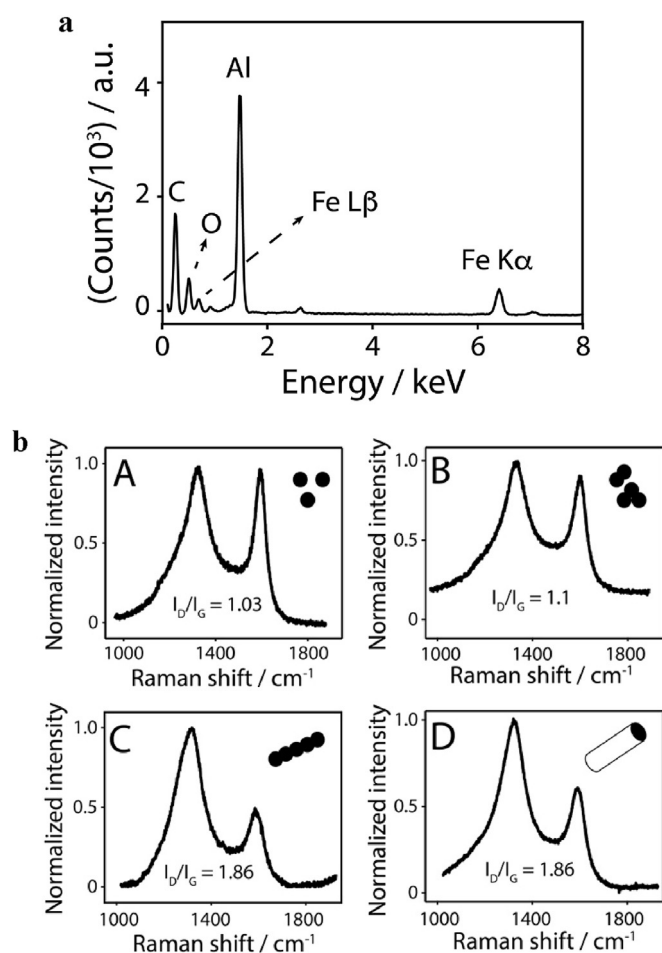 a
(Counts/10³) / a.u.
4
2
0
C
O
Al
Fe Lβ
Fe Kα
0 2 4 6 8
Energy / keV
b
A
Normalized intensity
1.0
0.5
0
I_D/I_G = 1.03
1000 1400 1800
Raman shift / cm⁻¹
B
Normalized intensity
1.0
0.5
0
I_D/I_G = 1.1
1000 1400 1800
Raman shift / cm⁻¹
C
Normalized intensity
1.0
0.5
0
I_D/I_G = 1.86
1000 1400 1800
Raman shift / cm⁻¹
D
Normalized intensity
1.0
0.5
0
I_D/I_G = 1.86
1000 1400 1800
Raman shift / cm⁻¹